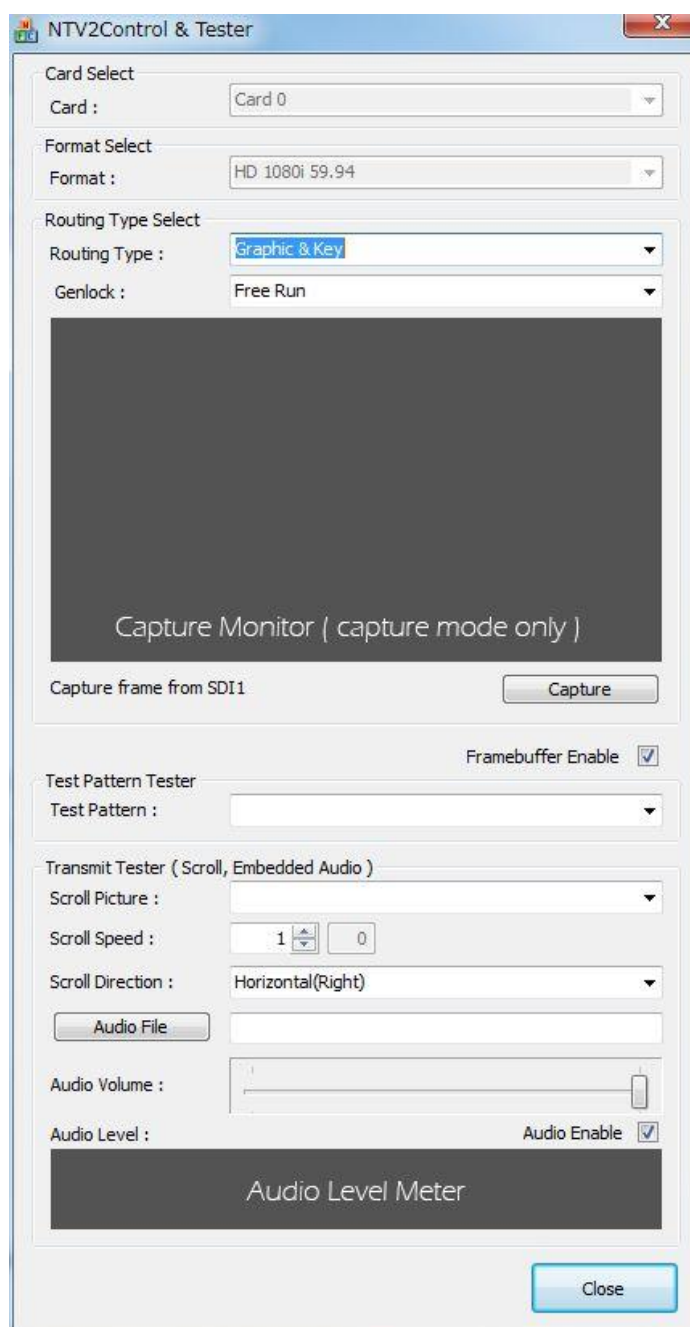 NTV2Control & Tester
Card Select
Card : Card 0
Format Select
Format : HD 1080i 59.94
Routing Type Select
Routing Type : Graphic & Key
Genlock : Free Run
Capture Monitor ( capture mode only )
Capture frame from SDI1 Capture
Framebuffer Enable
Test Pattern Tester
Test Pattern :
Transmit Tester ( Scroll, Embedded Audio )
Scroll Picture :
Scroll Speed : 1 0
Scroll Direction : Horizontal(Right)
Audio File
Audio Volume :
Audio Level : Audio Enable
Audio Level Meter
Close